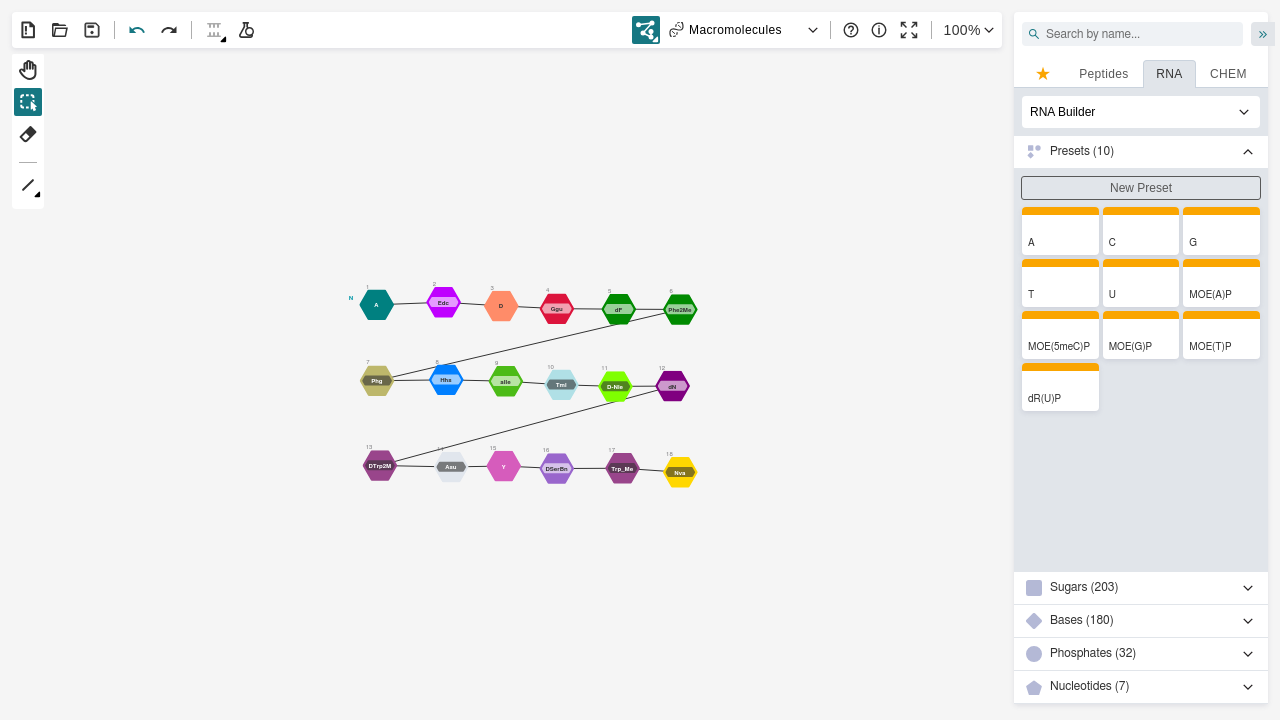 Macromolecules
100%
Search by name...
Peptides
RNA
CHEM
RNA Builder
Presets (10)
New Preset
A
C
G
T
U
MOE(A)P
MOE(5meC)P
MOE(G)P
MOE(T)P
dR(U)P
Sugars (203)
Bases (180)
Phosphates (32)
Nucleotides (7)
1 2 3 4 5 6
N A Edc D Ggu dF Phe2Me
7 8 9 10 11 12
Phg Hhs aIle Tml D-Nle dN
13 14 15 16 17 18
DTrp2M Asu Y DSerBn Trp_Me Nva